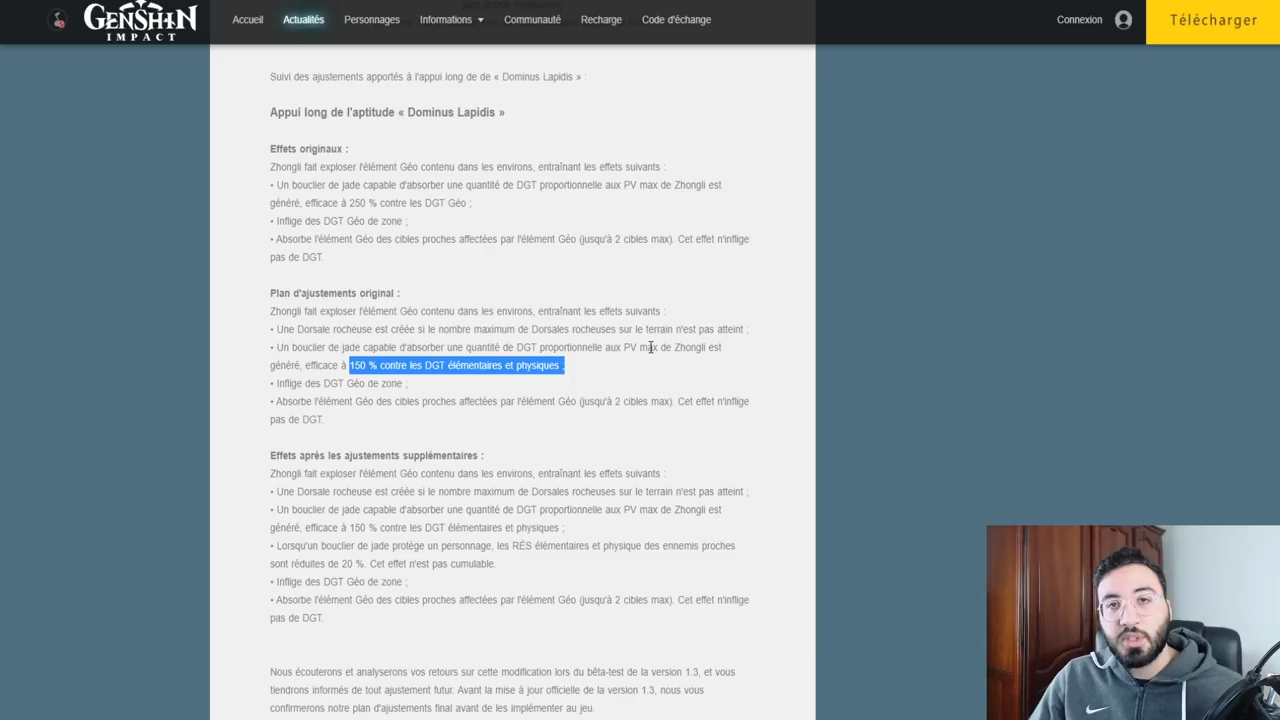 GENSHIN
IMPACT
Accueil
Actualités
Personnages
Informations
Communauté
Recharge
Code d'échange
Connexion
Télécharger
Suivi des ajustements apportés à l'appui long de de « Dominus Lapidis » :
Appui long de l'aptitude « Dominus Lapidis »
Effets originaux :
Zhongli fait exploser l'élément Géo contenu dans les environs, entraînant les effets suivants :
• Un bouclier de jade capable d'absorber une quantité de DGT proportionnelle aux PV max de Zhongli est
généré, efficace à 250 % contre les DGT Géo ;
• Inflige des DGT Géo de zone ;
• Absorbe l'élément Géo des cibles proches affectées par l'élément Géo (jusqu'à 2 cibles max). Cet effet n'inflige
pas de DGT.
Plan d'ajustements original :
Zhongli fait exploser l'élément Géo contenu dans les environs, entraînant les effets suivants :
• Une Dorsale rocheuse est créée si le nombre maximum de Dorsales rocheuses sur le terrain n'est pas atteint ;
• Un bouclier de jade capable d'absorber une quantité de DGT proportionnelle aux PV max de Zhongli est
généré, efficace à 150 % contre les DGT élémentaires et physiques ;
• Inflige des DGT Géo de zone ;
• Absorbe l'élément Géo des cibles proches affectées par l'élément Géo (jusqu'à 2 cibles max). Cet effet n'inflige
pas de DGT.
Effets après les ajustements supplémentaires :
Zhongli fait exploser l'élément Géo contenu dans les environs, entraînant les effets suivants :
• Une Dorsale rocheuse est créée si le nombre maximum de Dorsales rocheuses sur le terrain n'est pas atteint ;
• Un bouclier de jade capable d'absorber une quantité de DGT proportionnelle aux PV max de Zhongli est
généré, efficace à 150 % contre les DGT élémentaires et physiques ;
• Lorsqu'un bouclier de jade protège un personnage, les RÉS élémentaires et physique des ennemis proches
sont réduites de 20 %. Cet effet n'est pas cumulable.
• Inflige des DGT Géo de zone ;
• Absorbe l'élément Géo des cibles proches affectées par l'élément Géo (jusqu'à 2 cibles max). Cet effet n'inflige
pas de DGT.
Nous écouterons et analyserons vos retours sur cette modification lors du bêta-test de la version 1.3, et vous
tiendrons informés de tout ajustement futur. Avant la mise à jour officielle de la version 1.3, nous vous
confirmerons notre plan d'ajustements final avant de les implémenter au jeu.